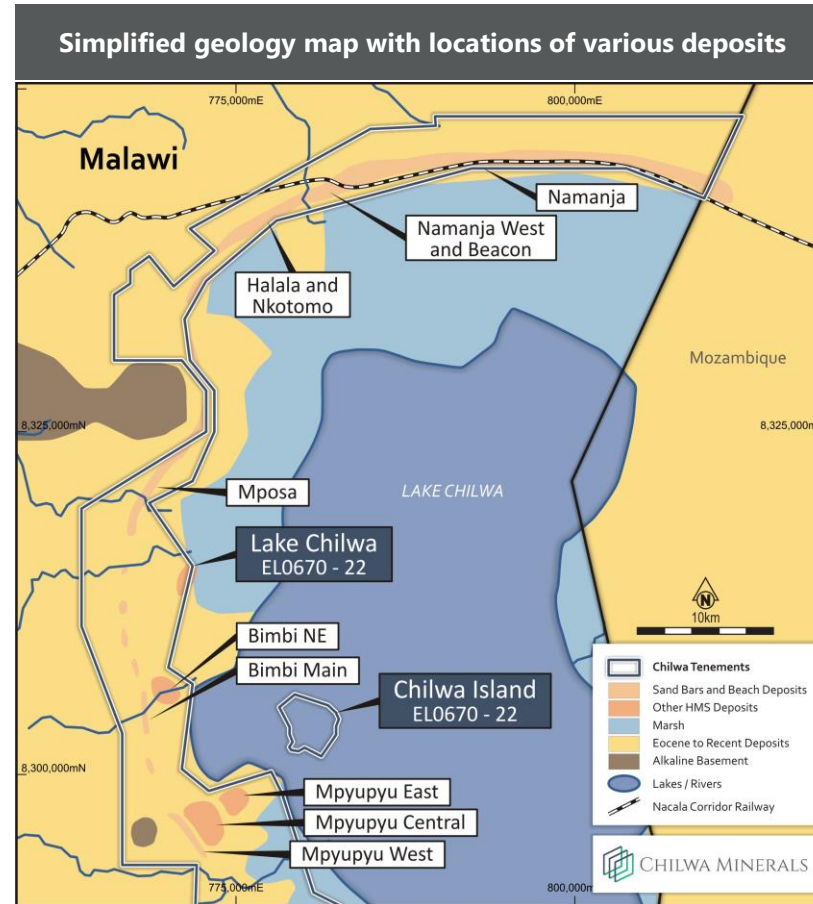 Simplified geology map with locations of various deposits
775,000mE
800,000mE
Malawi
Namanja
Namanja West
and Beacon
Halala and
Nkotomo
Mozambique
8,325,000mN
8,325,000m
LAKE CHILWA
Mposa
Lake Chilwa
EL0670 - 22
N
10km
Bimbi NE
Bimbi Main
Chilwa Island
EL0670 - 22
Chilwa Tenements
Sand Bars and Beach Deposits
Other HMS Deposits
Marsh
Eocene to Recent Deposits
Alkaline Basement
Lakes / Rivers
Nacala Corridor Railway
8,300,000mN
Mpyupyu East
Mpyupyu Central
Mpyupyu West
CHILWA MINERALS
775,000mE
800,000m